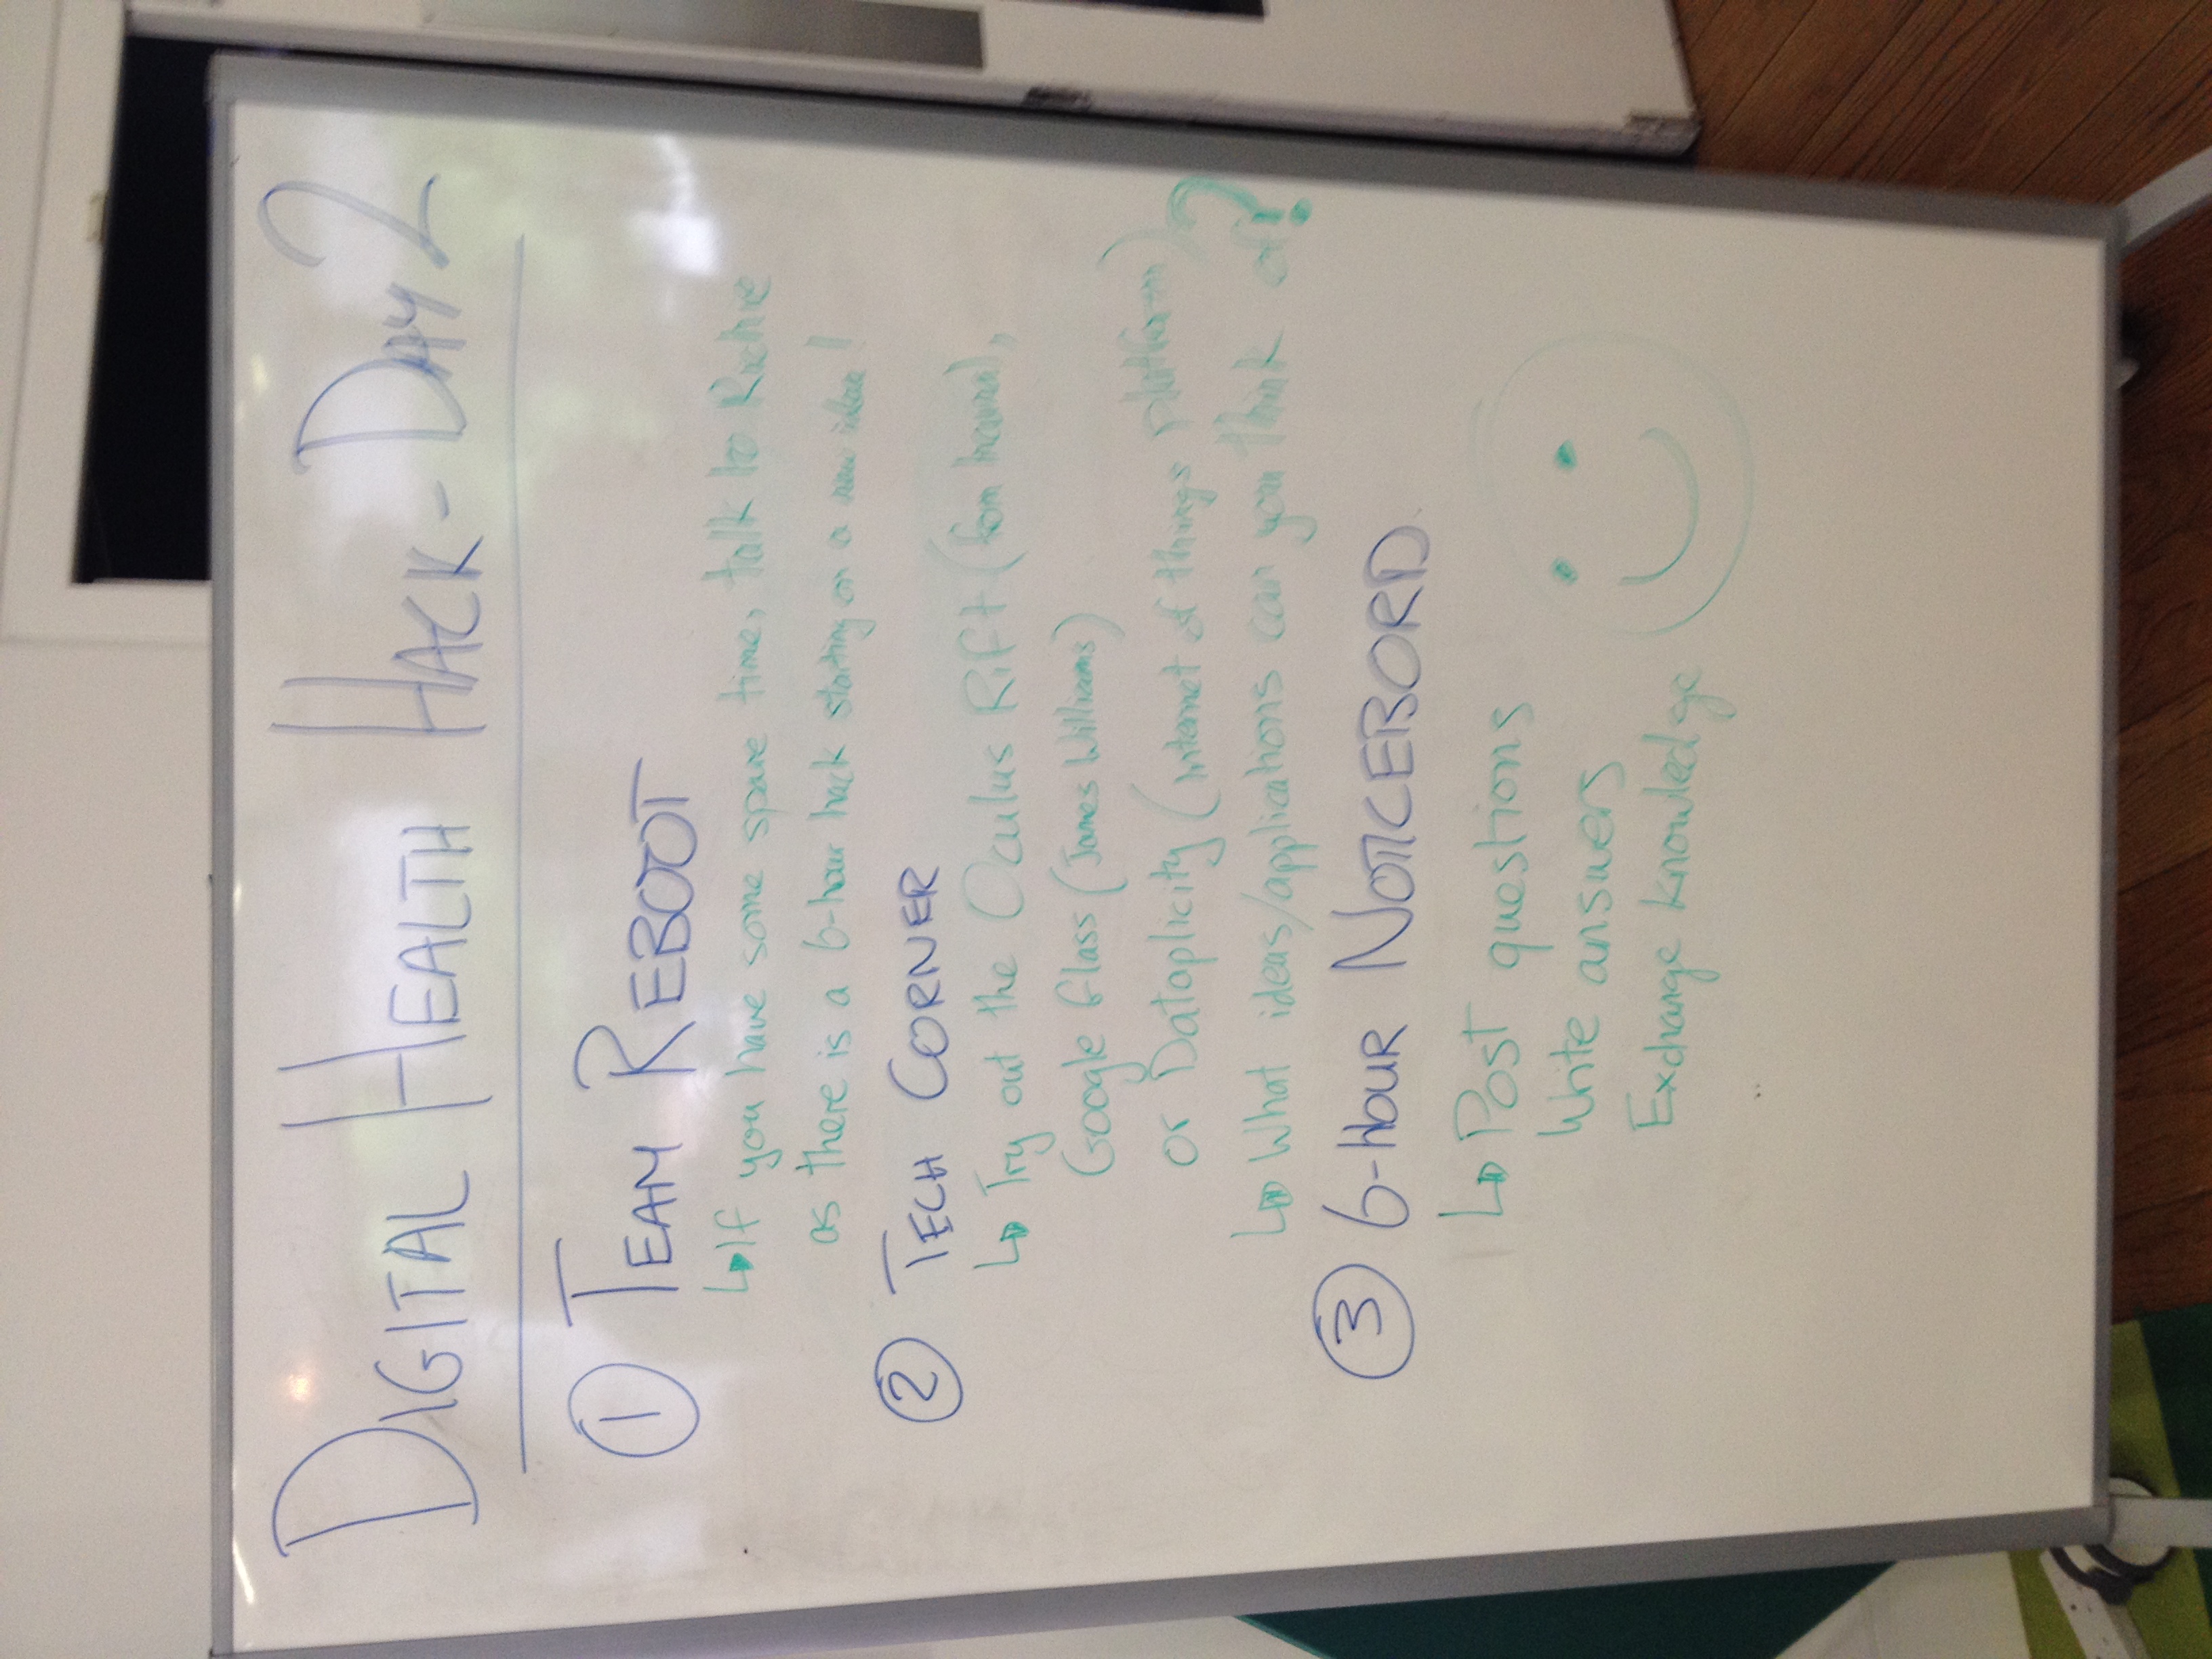 DIGITAL HEALTH HACK - DAY 2
1 TEAM REBOOT
If you have some spare time, talk to Richie
as there is a 6-hour hack starting on a new idea!
2 TECH CORNER
Try out the Oculus Rift (from
Google Glass (James Williams)
or Dataplicity (internet of things platform)
What ideas/applications can you think of?
3 6-HOUR NOTICEBORD
Post questions
Write answers
Exchange knowledge